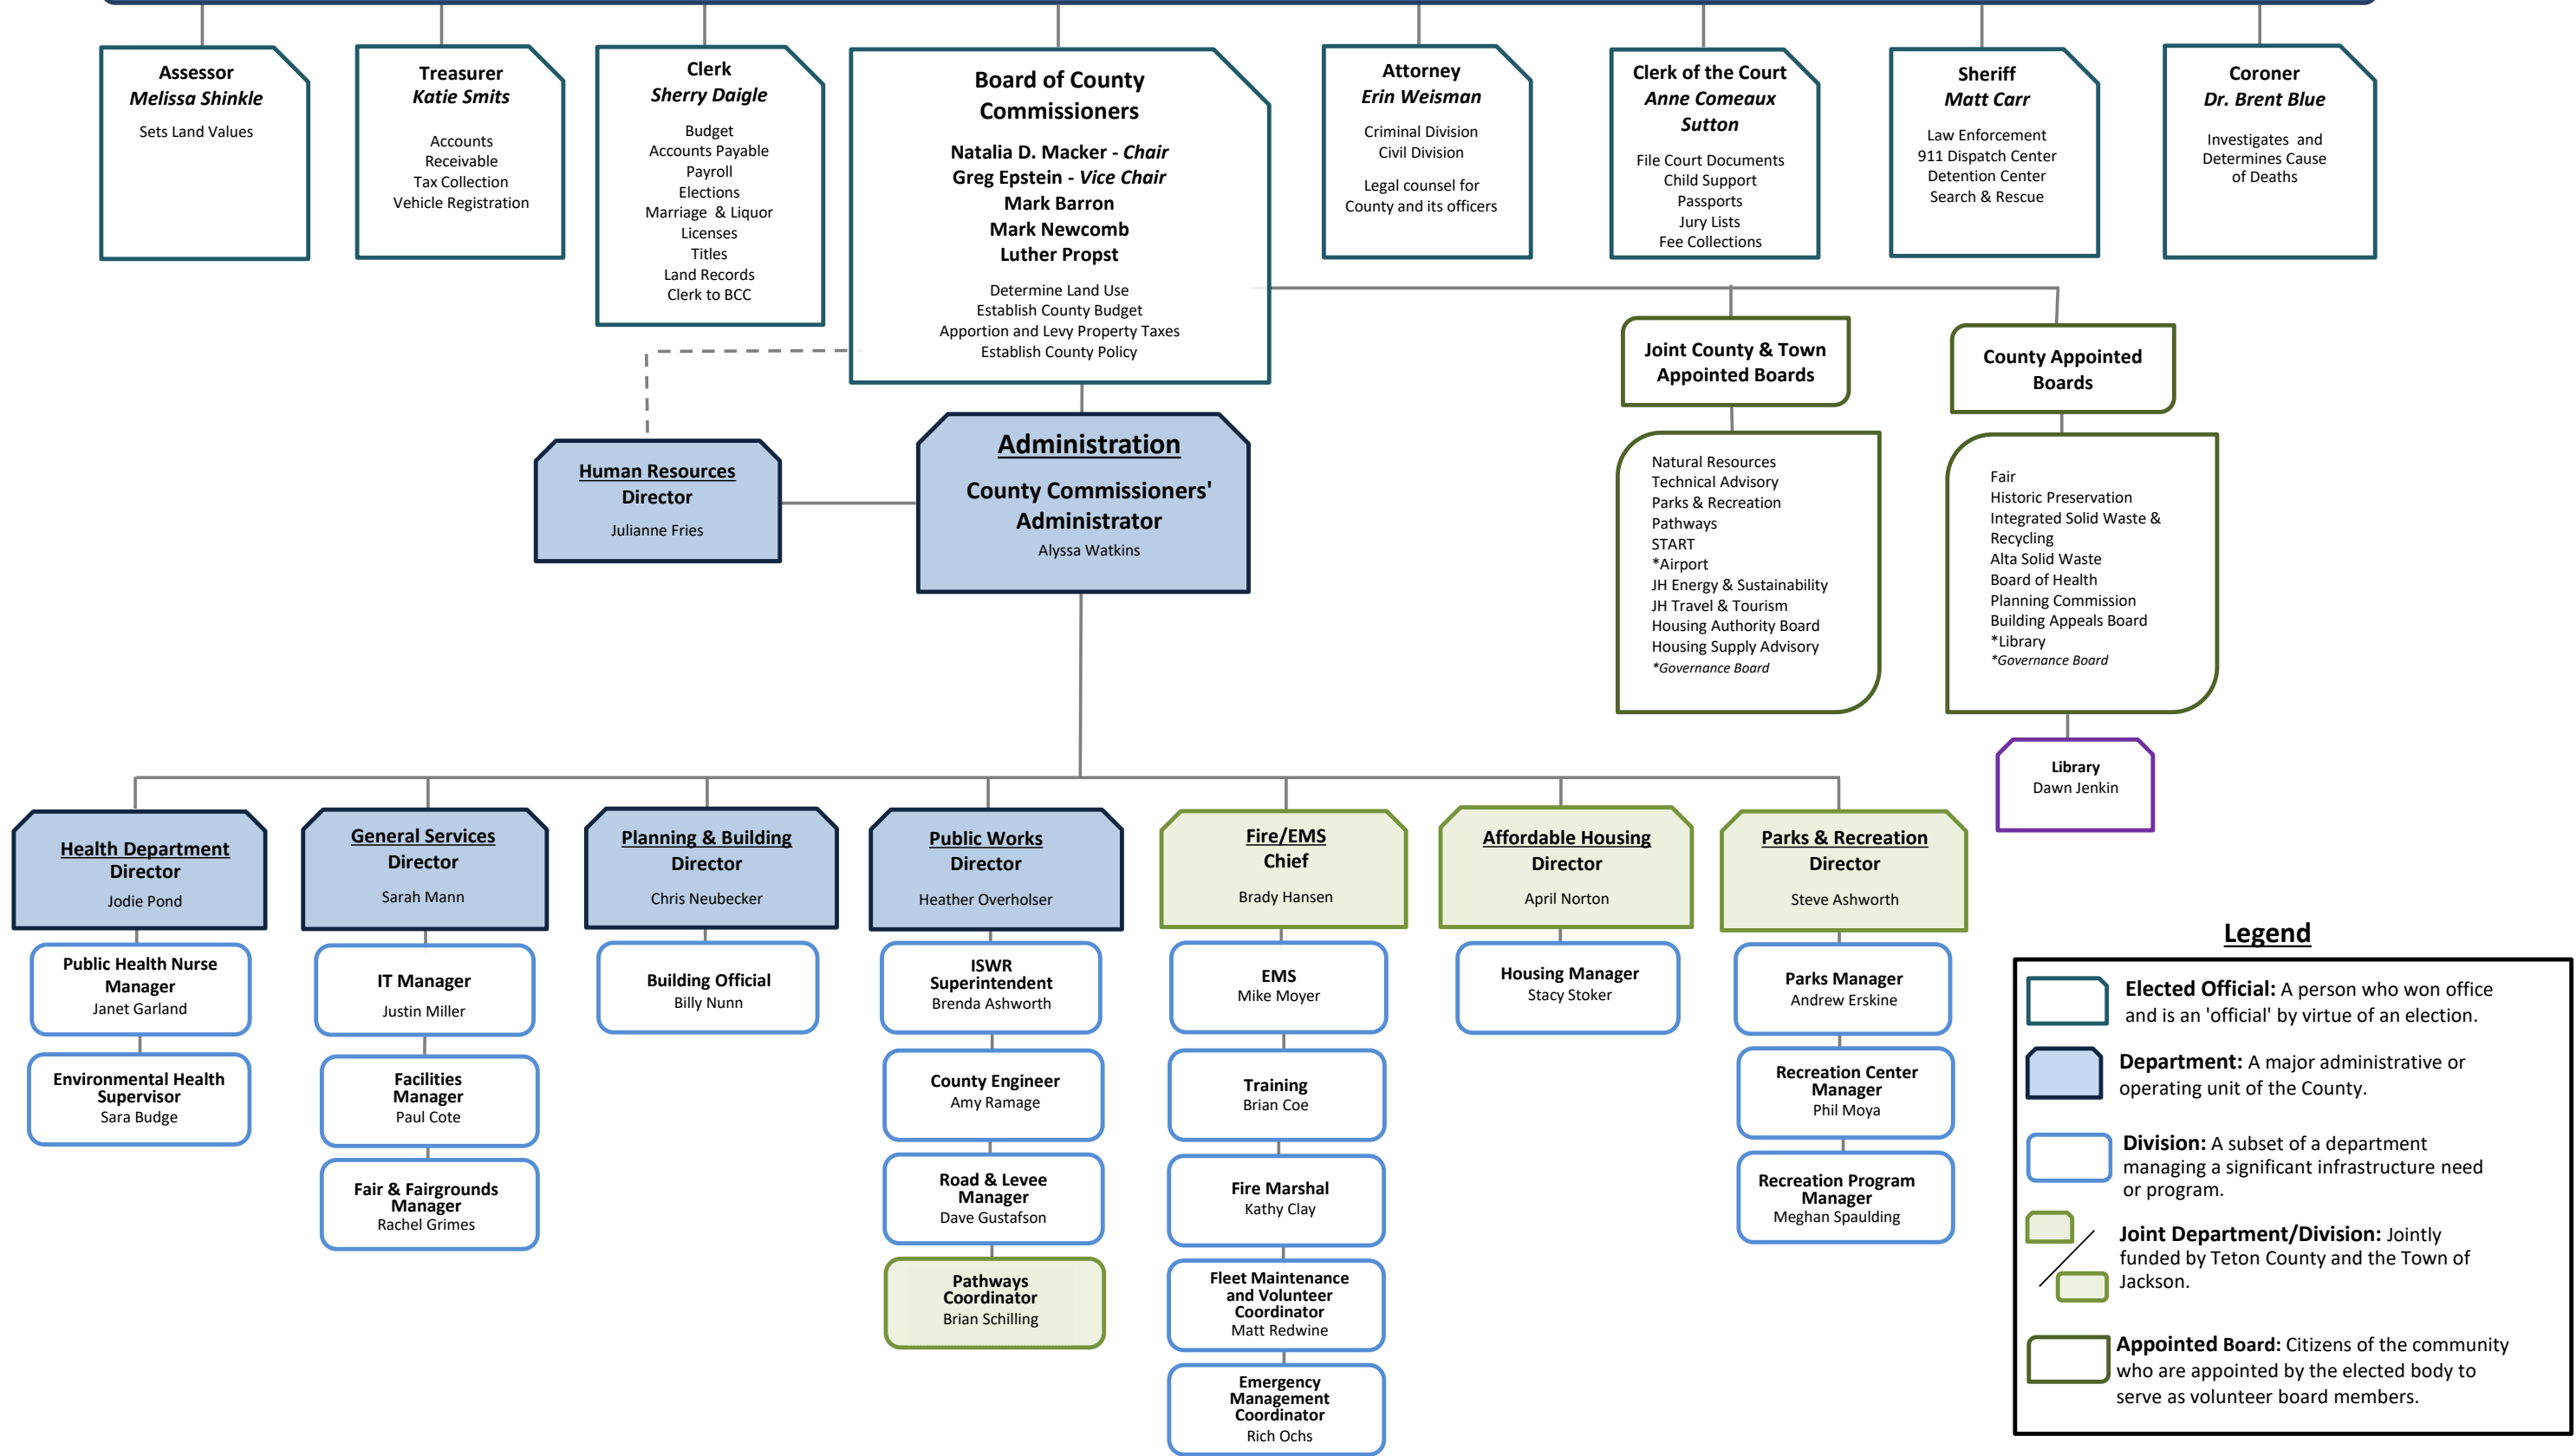 Assessor
Melissa Shinkle
Sets Land Values
Treasurer
Katie Smits
Accounts
Receivable
Tax Collection
Vehicle Registration
Clerk
Sherry Daigle
Budget
Accounts Payable
Payroll
Elections
Marriage & Liquor
Licenses
Titles
Land Records
Clerk to BCC
Board of County
Commissioners
Natalia D. Macker - Chair
Greg Epstein - Vice Chair
Mark Barron
Mark Newcomb
Luther Propst
Determine Land Use
Establish County Budget
Apportion and Levy Property Taxes
Establish County Policy
Attorney
Erin Weisman
Criminal Division
Civil Division
Legal counsel for
County and its officers
Clerk of the Court
Anne Comeaux
Sutton
File Court Documents
Child Support
Passports
Jury Lists
Fee Collections
Sheriff
Matt Carr
Law Enforcement
911 Dispatch Center
Detention Center
Search & Rescue
Coroner
Dr. Brent Blue
Investigates and
Determines Cause
of Deaths
Joint County & Town
Appointed Boards
County Appointed
Boards
Human Resources
Director
Julianne Fries
Administration
County Commissioners'
Administrator
Alyssa Watkins
Natural Resources
Technical Advisory
Parks & Recreation
Pathways
START
*Airport
JH Energy & Sustainability
JH Travel & Tourism
Housing Authority Board
Housing Supply Advisory
*Governance Board
Fair
Historic Preservation
Integrated Solid Waste &
Recycling
Alta Solid Waste
Board of Health
Planning Commission
Building Appeals Board
*Library
*Governance Board
Library
Dawn Jenkin
Health Department
Director
Jodie Pond
Public Health Nurse
Manager
Janet Garland
Environmental Health
Supervisor
Sara Budge
General Services
Director
Sarah Mann
IT Manager
Justin Miller
Facilities
Manager
Paul Cote
Fair & Fairgrounds
Manager
Rachel Grimes
Planning & Building
Director
Chris Neubecker
Building Official
Billy Nunn
Public Works
Director
Heather Overholser
ISWR
Superintendent
Brenda Ashworth
County Engineer
Amy Ramage
Road & Levee
Manager
Dave Gustafson
Pathways
Coordinator
Brian Schilling
Fire/EMS
Chief
Brady Hansen
EMS
Mike Moyer
Training
Brian Coe
Fire Marshal
Kathy Clay
Fleet Maintenance
and Volunteer
Coordinator
Matt Redwine
Emergency
Management
Coordinator
Rich Ochs
Affordable Housing
Director
April Norton
Housing Manager
Stacy Stoker
Parks & Recreation
Director
Steve Ashworth
Parks Manager
Andrew Erskine
Recreation Center
Manager
Phil Moya
Recreation Program
Manager
Meghan Spaulding
Legend
Elected Official: A person who won office
and is an 'official' by virtue of an election.
Department: A major administrative or
operating unit of the County.
Division: A subset of a department
managing a significant infrastructure need
or program.
Joint Department/Division: Jointly
funded by Teton County and the Town of
Jackson.
Appointed Board: Citizens of the community
who are appointed by the elected body to
serve as volunteer board members.